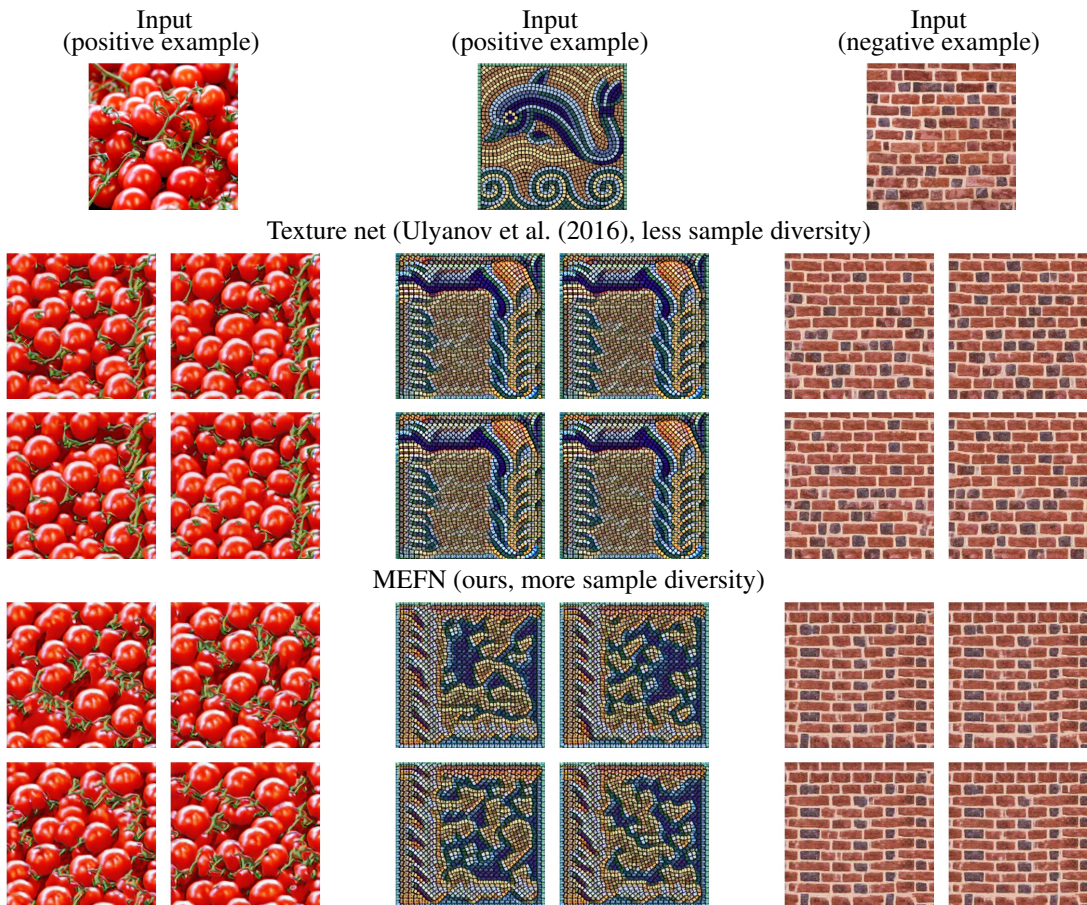 Input
(positive example)
Input
(positive example)
Input
(negative example)
Texture net (Ulyanov et al. (2016), less sample diversity)
MEFN (ours, more sample diversity)